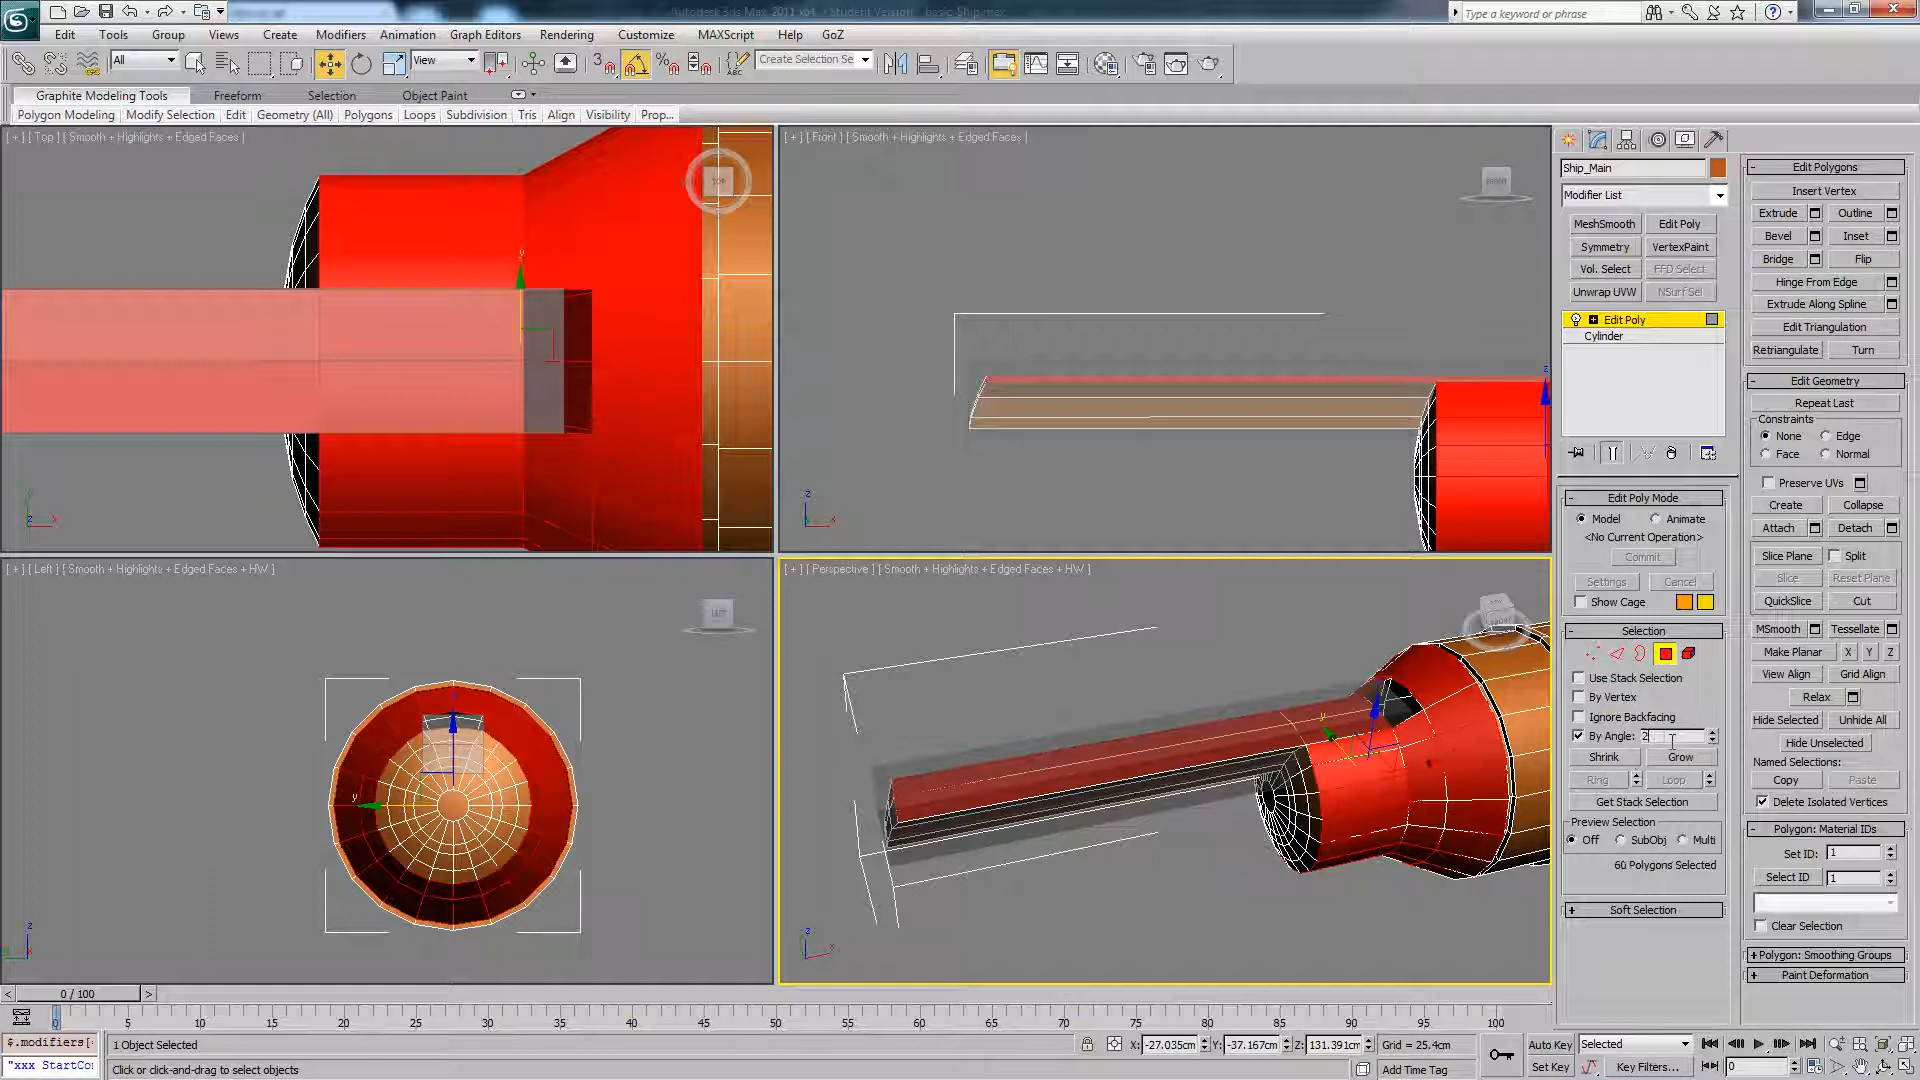 Autodesk 3ds Max 2011 x64 - Student Version basic_Ship.max
Type a keyword or phrase
Edit Tools Group Views Create Modifiers Animation Graph Editors Rendering Customize MAXScript Help GoZ
All View 3 Create Selection Se
Graphite Modeling Tools Freeform Selection Object Paint
Polygon Modeling Modify Selection Edit Geometry (All) Polygons Loops Subdivision Tris Align Visibility Prop...
[ + ] [ Top ] [ Smooth + Highlights + Edged Faces ]
TOP
[ + ] [ Front ] [ Smooth + Highlights + Edged Faces ]
FRONT
[ + ] [ Left ] [ Smooth + Highlights + Edged Faces + HW ]
LEFT
[ + ] [ Perspective ] [ Smooth + Highlights + Edged Faces + HW ]
Ship_Main
Modifier List
MeshSmooth Edit Poly
Symmetry VertexPaint
Vol. Select FFD Select
Unwrap UVW NSurf Sel
Edit Poly
Cylinder
Edit Poly Mode
Model Animate
<No Current Operation>
Commit
Settings Cancel
Show Cage
Selection
Use Stack Selection
By Vertex
Ignore Backfacing
By Angle: 2
Shrink Grow
Ring Loop
Get Stack Selection
Preview Selection
Off SubObj Multi
60 Polygons Selected
Soft Selection
Edit Polygons
Insert Vertex
Extrude Outline
Bevel Inset
Bridge Flip
Hinge From Edge
Extrude Along Spline
Edit Triangulation
Retriangulate Turn
Edit Geometry
Repeat Last
Constraints
None Edge
Face Normal
Preserve UVs
Create Collapse
Attach Detach
Slice Plane Split
Slice Reset Plane
QuickSlice Cut
MSmooth Tessellate
Make Planar X Y Z
View Align Grid Align
Relax
Hide Selected Unhide All
Hide Unselected
Named Selections:
Copy Paste
Delete Isolated Vertices
Polygon: Material IDs
Set ID: 1
Select ID 1
Clear Selection
Polygon: Smoothing Groups
Paint Deformation
0 / 100
0 5 10 15 20 25 30 35 40 45 50 55 60 65 70 75 80 85 90 95 100
$.modifiers[
1 Object Selected
X: -27.035cm Y: -37.167cm Z: 131.391cm Grid = 25.4cm
Auto Key Selected
"xxx StartCor
Click or click-and-drag to select objects
Add Time Tag
Set Key Key Filters... 0